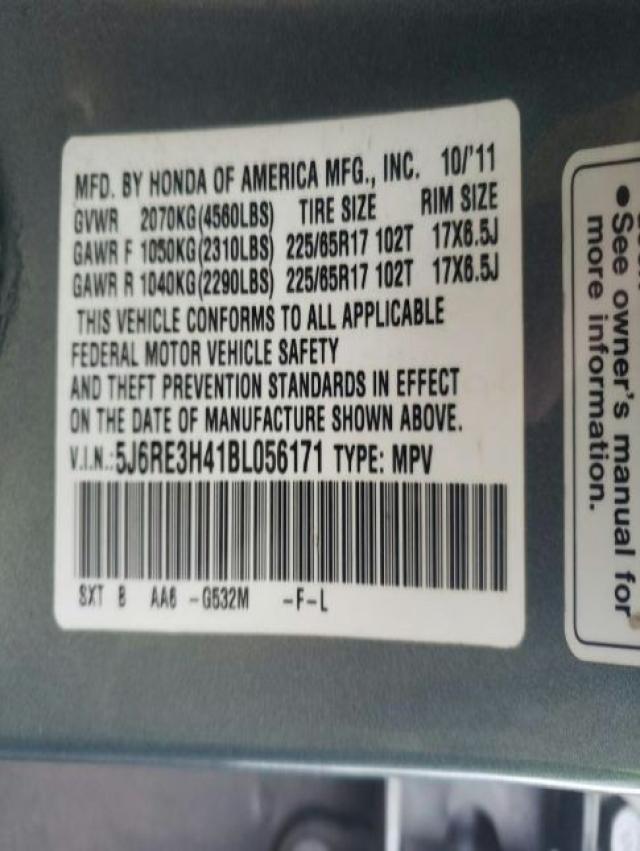 MFD. BY HONDA OF AMERICA MFG., INC. 10/'11
GVWR 2070KG(4560LBS) TIRE SIZE RIM SIZE
GAWR F 1050KG(2310LBS) 225/65R17 102T 17X6.5J
GAWR R 1040KG(2290LBS) 225/65R17 102T 17X6.5J
THIS VEHICLE CONFORMS TO ALL APPLICABLE
FEDERAL MOTOR VEHICLE SAFETY
AND THEFT PREVENTION STANDARDS IN EFFECT
ON THE DATE OF MANUFACTURE SHOWN ABOVE.
V.I.N.:5J6RE3H41BL056171 TYPE: MPV
SXT B AA6 -G532M -F-L
• See owner's manual for
more information.